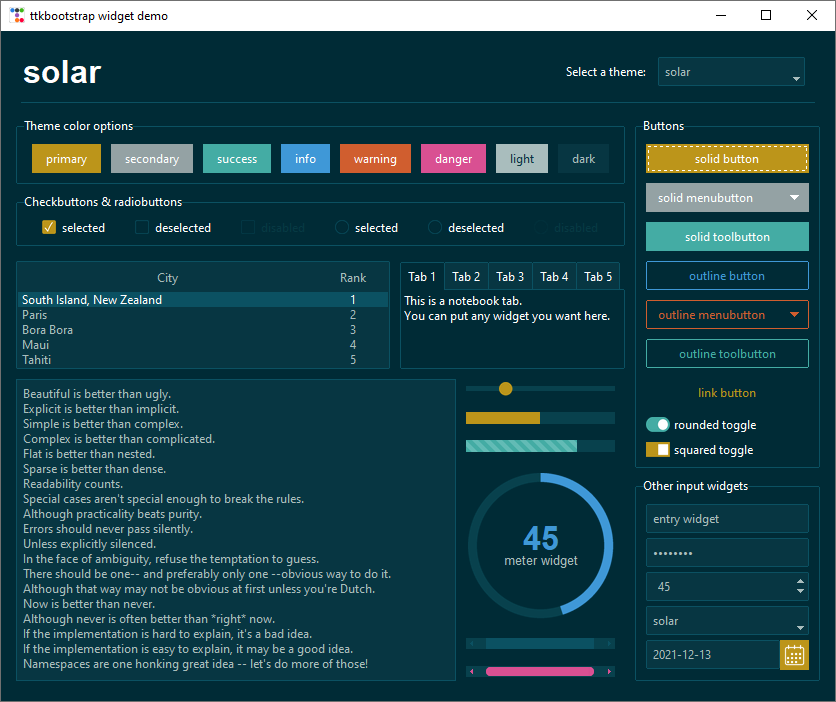 ttkbootstrap widget demo
solar
Select a theme: solar
Theme color options
primary secondary success info warning danger light dark
Checkbuttons & radiobuttons
selected deselected disabled selected deselected disabled
City Rank
South Island, New Zealand 1
Paris 2
Bora Bora 3
Maui 4
Tahiti 5
Tab 1 Tab 2 Tab 3 Tab 4 Tab 5
This is a notebook tab.
You can put any widget you want here.
Beautiful is better than ugly.
Explicit is better than implicit.
Simple is better than complex.
Complex is better than complicated.
Flat is better than nested.
Sparse is better than dense.
Readability counts.
Special cases aren't special enough to break the rules.
Although practicality beats purity.
Errors should never pass silently.
Unless explicitly silenced.
In the face of ambiguity, refuse the temptation to guess.
There should be one-- and preferably only one --obvious way to do it.
Although that way may not be obvious at first unless you're Dutch.
Now is better than never.
Although never is often better than *right* now.
If the implementation is hard to explain, it's a bad idea.
If the implementation is easy to explain, it may be a good idea.
Namespaces are one honking great idea -- let's do more of those!
45
meter widget
Buttons
solid button
solid menubutton
solid toolbutton
outline button
outline menubutton
outline toolbutton
link button
rounded toggle
squared toggle
Other input widgets
entry widget
••••••••
45
solar
2021-12-13